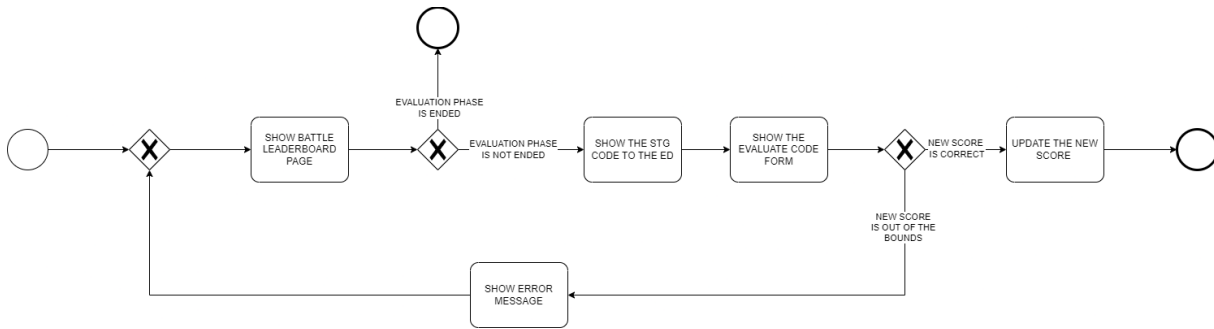 EVALUATION PHASE
IS ENDED
SHOW BATTLE
LEADERBOARD
PAGE
EVALUATION PHASE
IS NOT ENDED
SHOW THE STG
CODE TO THE ED
SHOW THE
EVALUATE CODE
FORM
NEW SCORE
IS CORRECT
UPDATE THE NEW
SCORE
NEW SCORE
IS OUT OF THE
BOUNDS
SHOW ERROR
MESSAGE